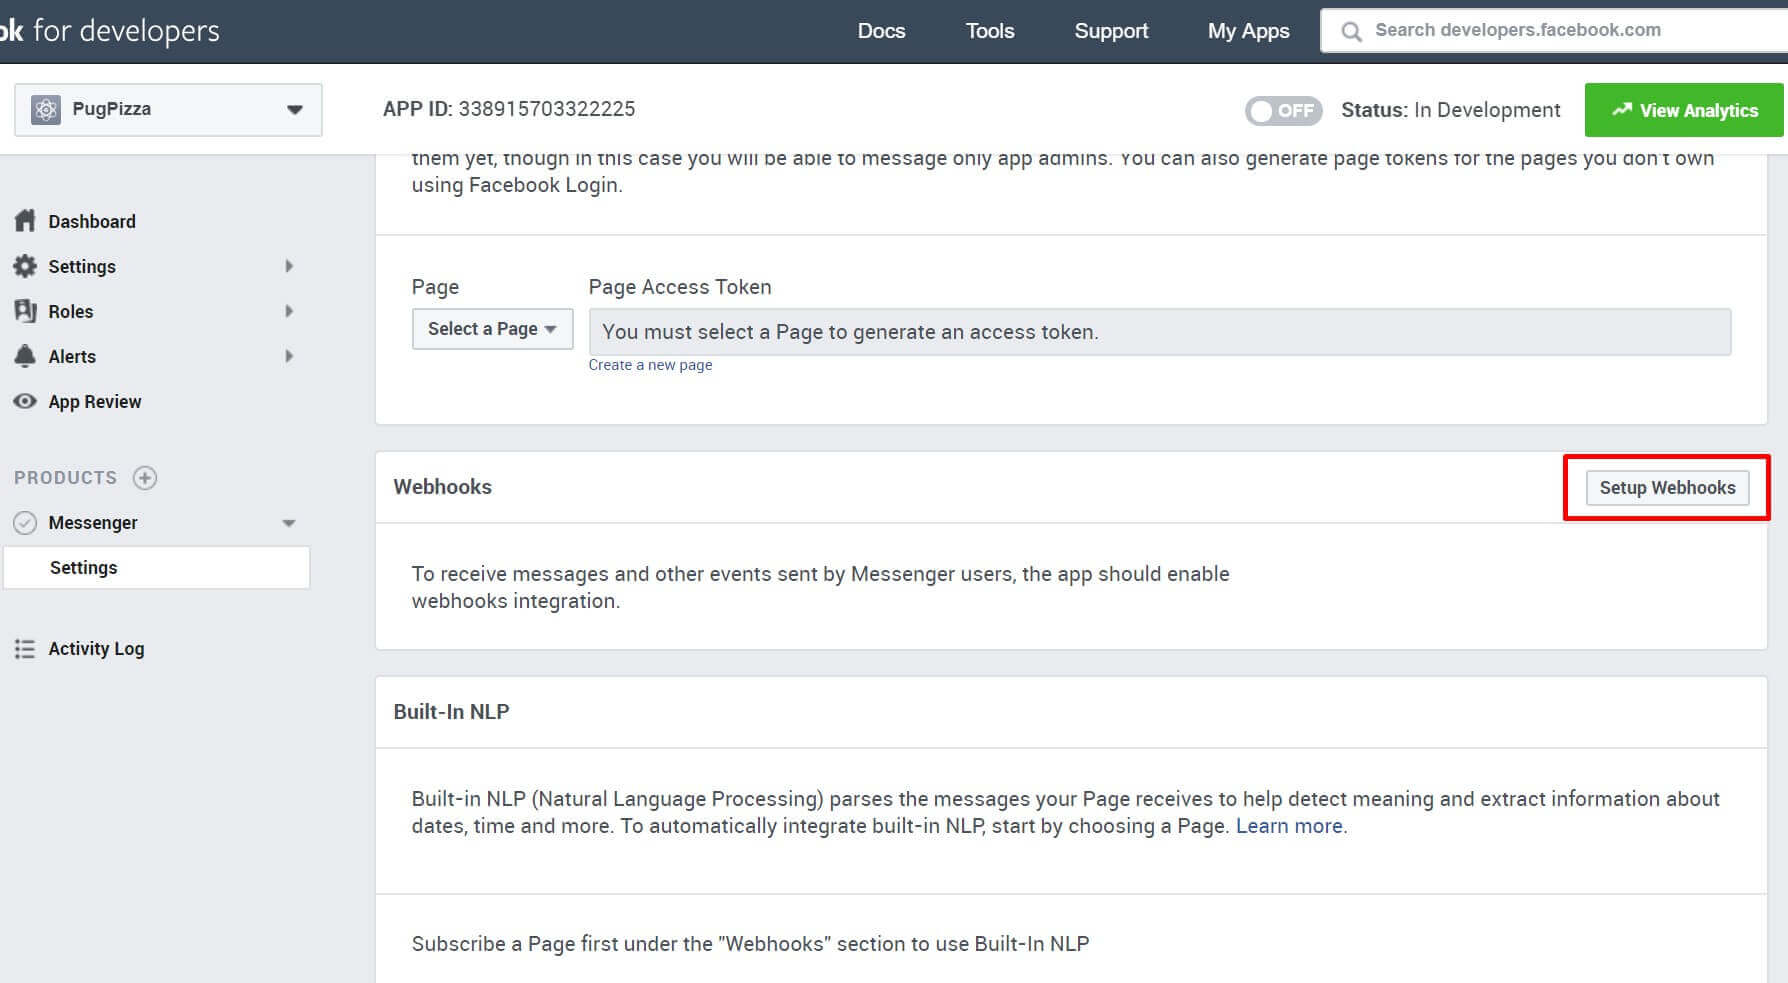 ok for developers
Docs
Tools
Support
My Apps
Search developers.facebook.com
PugPizza
APP ID: 338915703322225
OFF
Status: In Development
View Analytics
Dashboard
Settings
Roles
Alerts
App Review
PRODUCTS
Messenger
Settings
Activity Log
them yet, though in this case you will be able to message only app admins. You can also generate page tokens for the pages you don't own
using Facebook Login.
Page
Page Access Token
Select a Page
You must select a Page to generate an access token.
Create a new page
Webhooks
Setup Webhooks
To receive messages and other events sent by Messenger users, the app should enable
webhooks integration.
Built-In NLP
Built-in NLP (Natural Language Processing) parses the messages your Page receives to help detect meaning and extract information about
dates, time and more. To automatically integrate built-in NLP, start by choosing a Page. Learn more.
Subscribe a Page first under the "Webhooks" section to use Built-In NLP